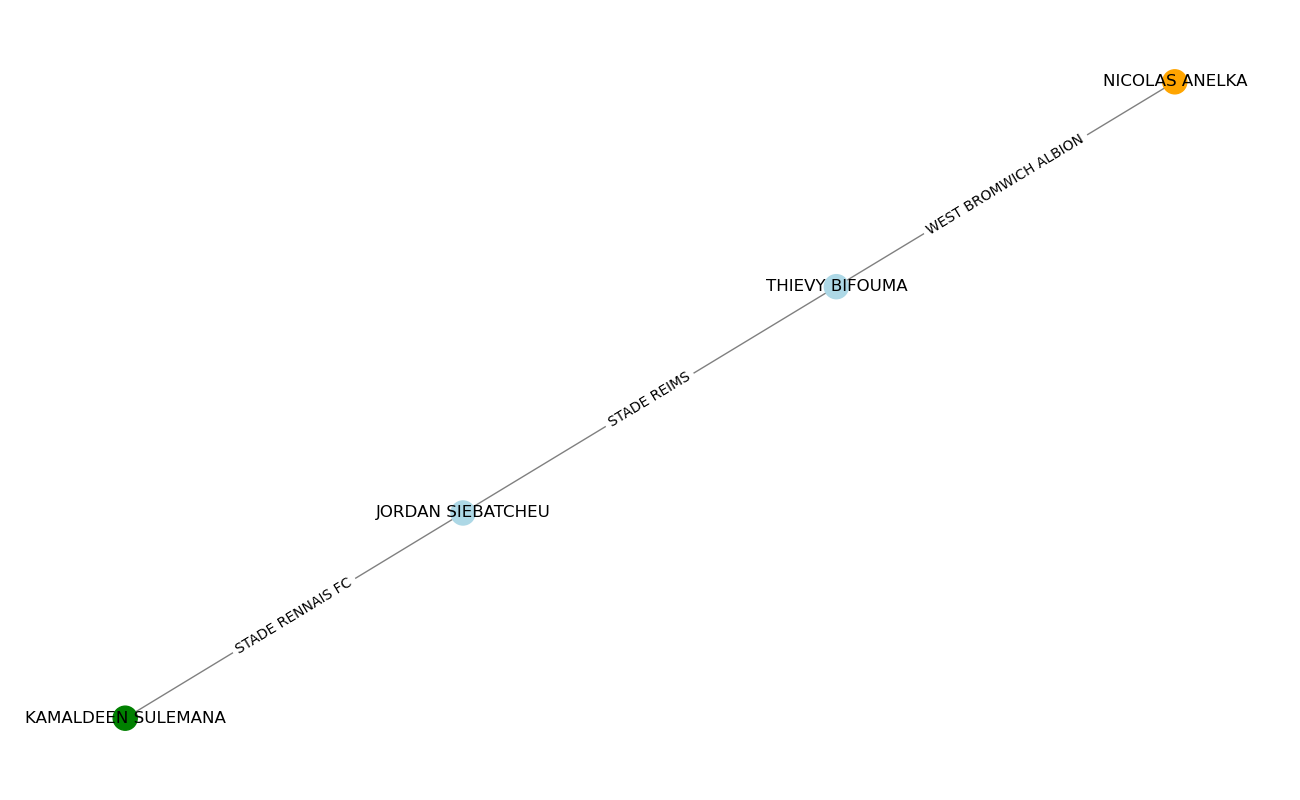 NICOLAS ANELKA
WEST BROMWICH ALBION
THIEVY BIFOUMA
STADE REIMS
JORDAN SIEBATCHEU
STADE RENNAIS FC
KAMALDEEN SULEMANA